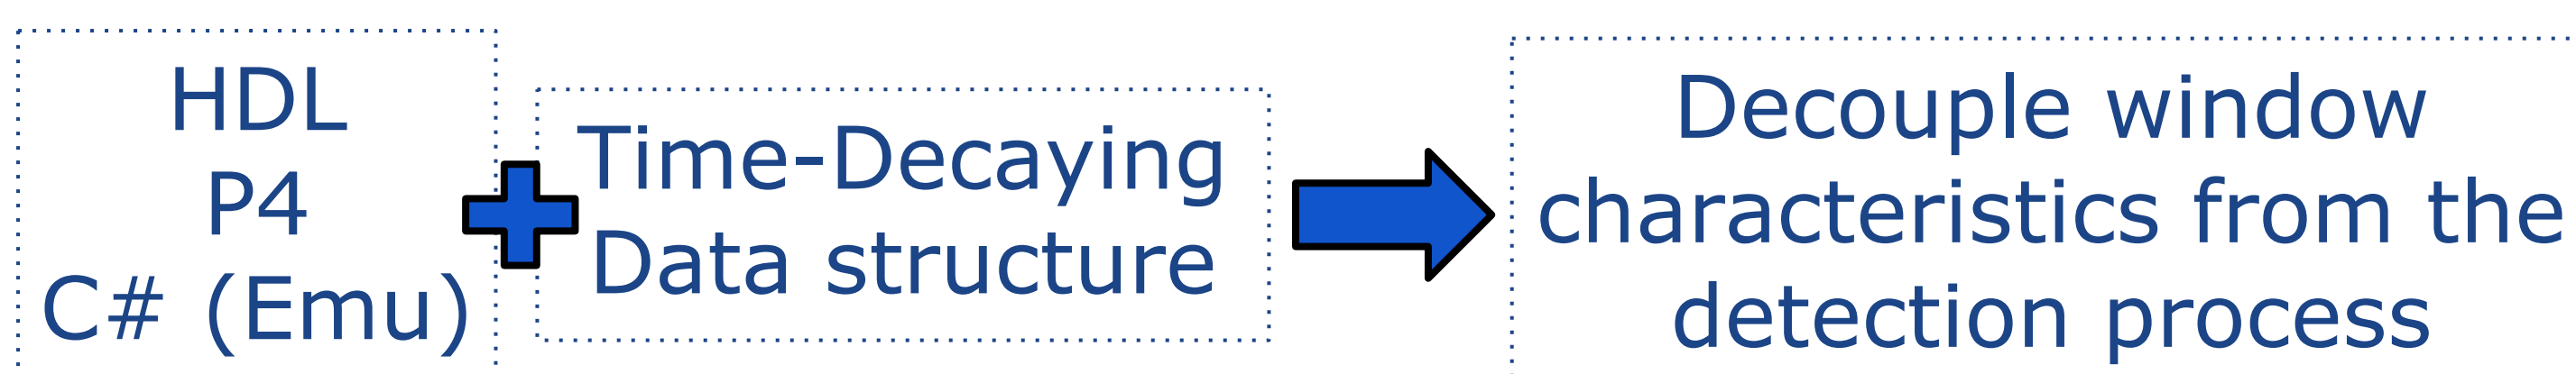 HDL
P4
C# (Emu)
Time-Decaying
Data structure
Decouple window
characteristics from the
detection process